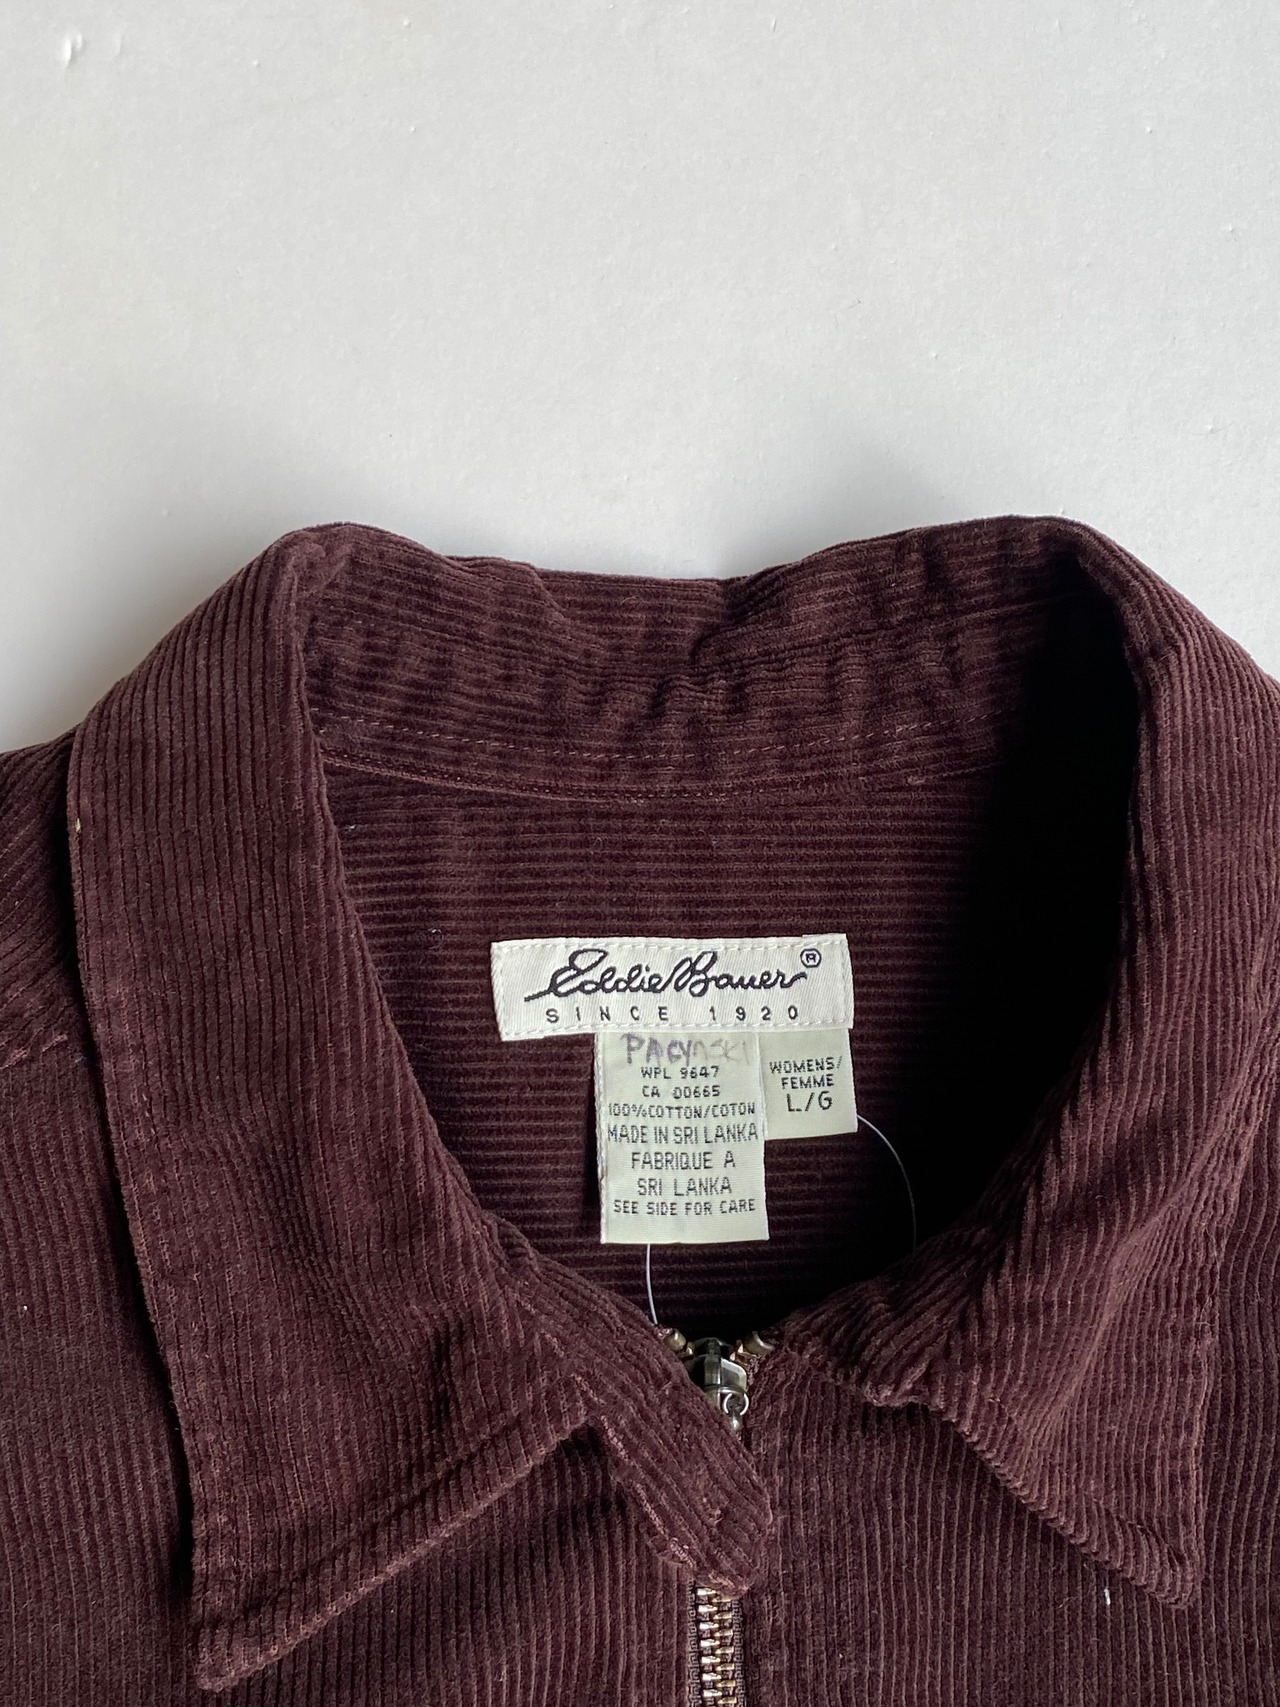 Eddie Bauer®
SINCE 1920
WPL 9647
CA 00665
100%COTTON/COTON
MADE IN SRI LANKA
FABRIQUE A
SRI LANKA
SEE SIDE FOR CARE
WOMENS/
FEMME
L/G